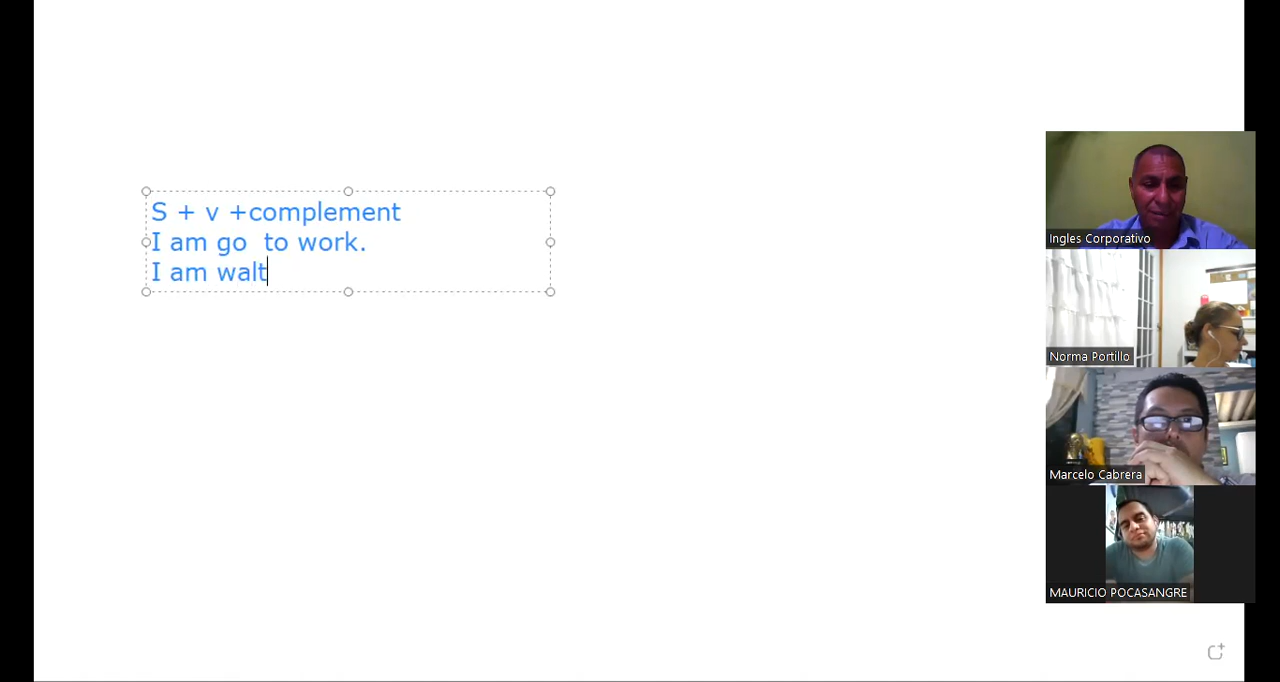 S + v +complement
I am go  to work.
I am walt
Ingles Corporativo
Norma Portillo
Marcelo Cabrera
MAURICIO POCASANGRE